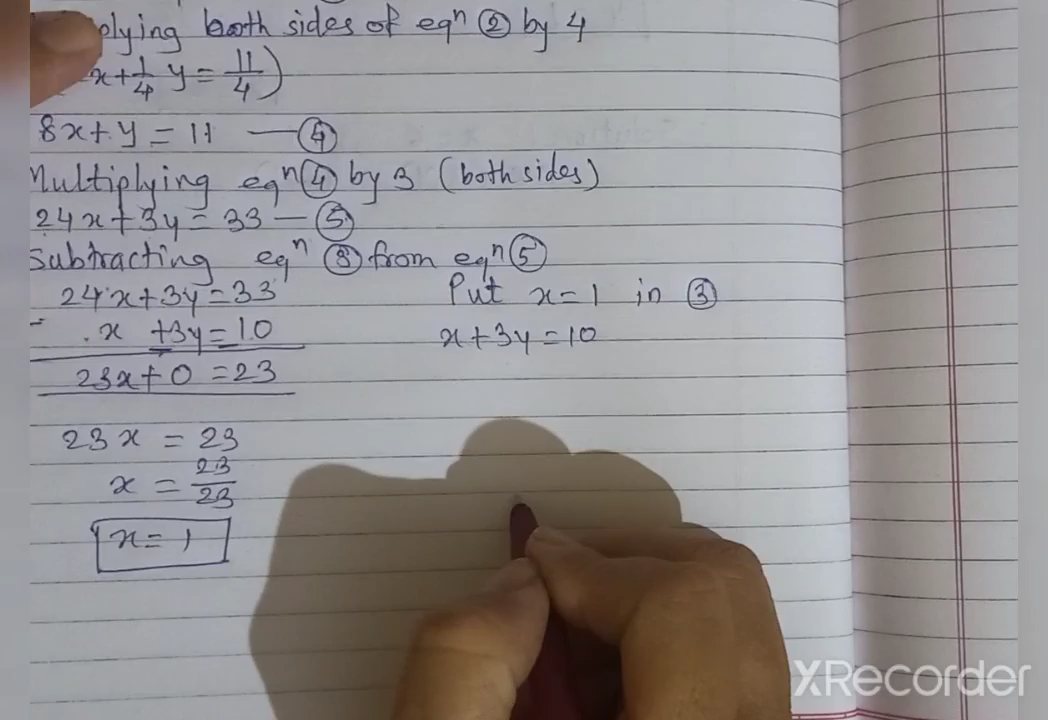 plying both sides of eqⁿ ② by 4
x + 1/4 y = 11/4)
8x + y = 11 — ④
Multiplying eqⁿ ④ by 3 (both sides)
24x + 3y = 33 — ⑤
Subtracting eqⁿ ③ from eqⁿ ⑤
24x + 3y = 33
- x + 3y = 10
23x + 0 = 23
23x = 23
x = 23/23
x = 1
Put x = 1 in ③
x + 3y = 10
XRecorder